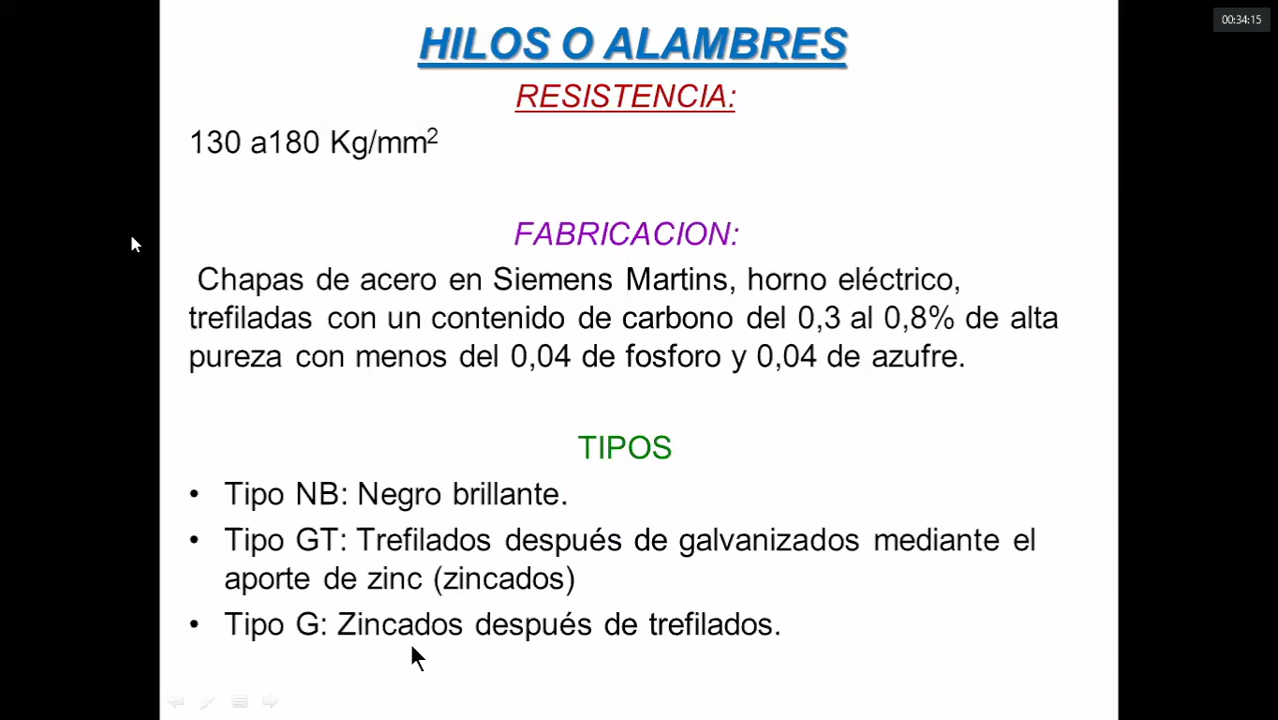 00:34:15
HILOS O ALAMBRES
RESISTENCIA:
130 a180 Kg/mm²
FABRICACION:
Chapas de acero en Siemens Martins, horno eléctrico,
trefiladas con un contenido de carbono del 0,3 al 0,8% de alta
pureza con menos del 0,04 de fosforo y 0,04 de azufre.
TIPOS
• Tipo NB: Negro brillante.
• Tipo GT: Trefilados después de galvanizados mediante el
aporte de zinc (zincados)
• Tipo G: Zincados después de trefilados.